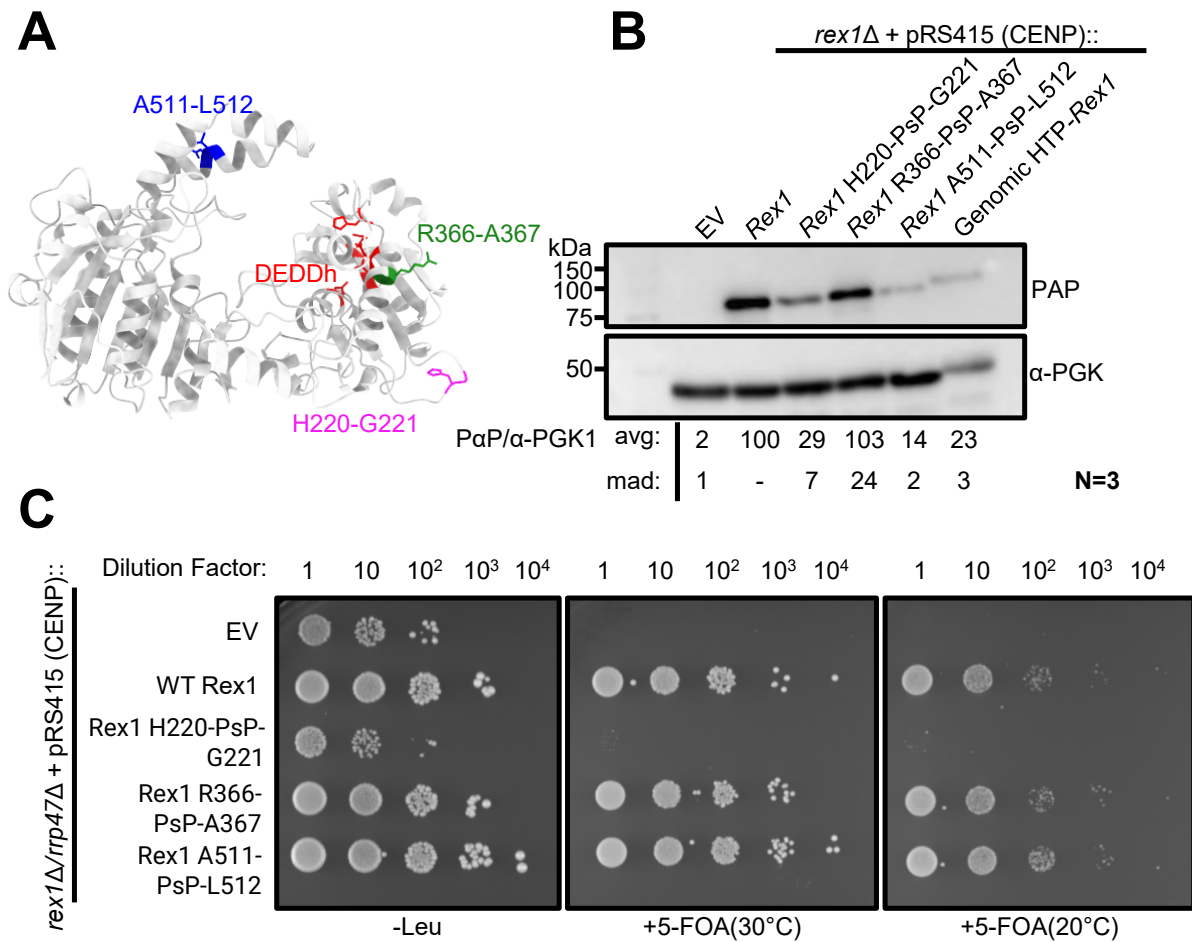 A
A511-L512
R366-A367
DEDDh
H220-G221
B
rex1Δ + pRS415 (CENP)::
EV
Rex1
Rex1 H220-PsP-G221
Rex1 R366-PsP-A367
Rex1 A511-PsP-L512
Genomic HTP-Rex1
kDa
150
100
75
PAP
50
α-PGK
PαP/α-PGK1 avg: 2 100 29 103 14 23
mad: 1 - 7 24 2 3 N=3
C
rex1Δ/rrp47Δ + pRS415 (CENP)::
Dilution Factor: 1 10 10² 10³ 10⁴ 1 10 10² 10³ 10⁴ 1 10 10² 10³ 10⁴
EV
WT Rex1
Rex1 H220-PsP-
G221
Rex1 R366-
PsP-A367
Rex1 A511-
PsP-L512
-Leu +5-FOA(30°C) +5-FOA(20°C)